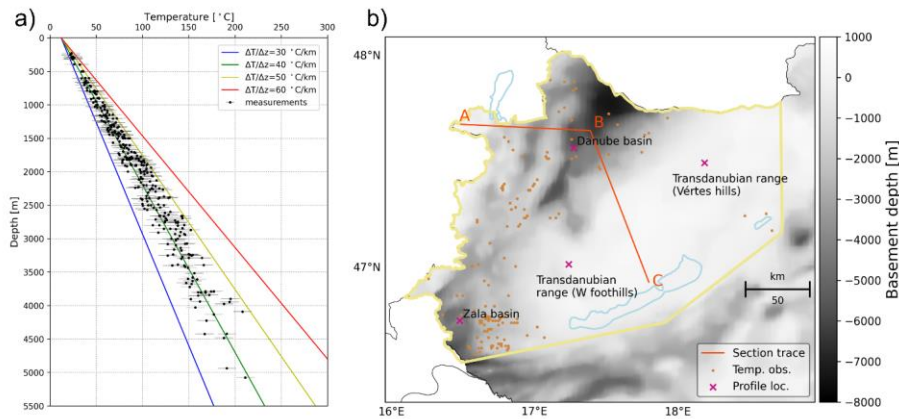 a)
Temperature [ °C]
0 50 100 150 200 250 300
0
500
1000
1500
2000
2500
3000
3500
4000
4500
5000
5500
Depth [m]
ΔT/Δz=30 °C/km
ΔT/Δz=40 °C/km
ΔT/Δz=50 °C/km
ΔT/Δz=60 °C/km
measurements
b)
48°N
47°N
16°E 17°E 18°E
A
B
C
Danube basin
Transdanubian range
(Vértes hills)
Transdanubian
range (W foothills)
Zala basin
km
50
Section trace
Temp. obs.
Profile loc.
1000
0
−1000
−2000
−3000
−4000
−5000
−6000
−7000
−8000
Basement depth [m]